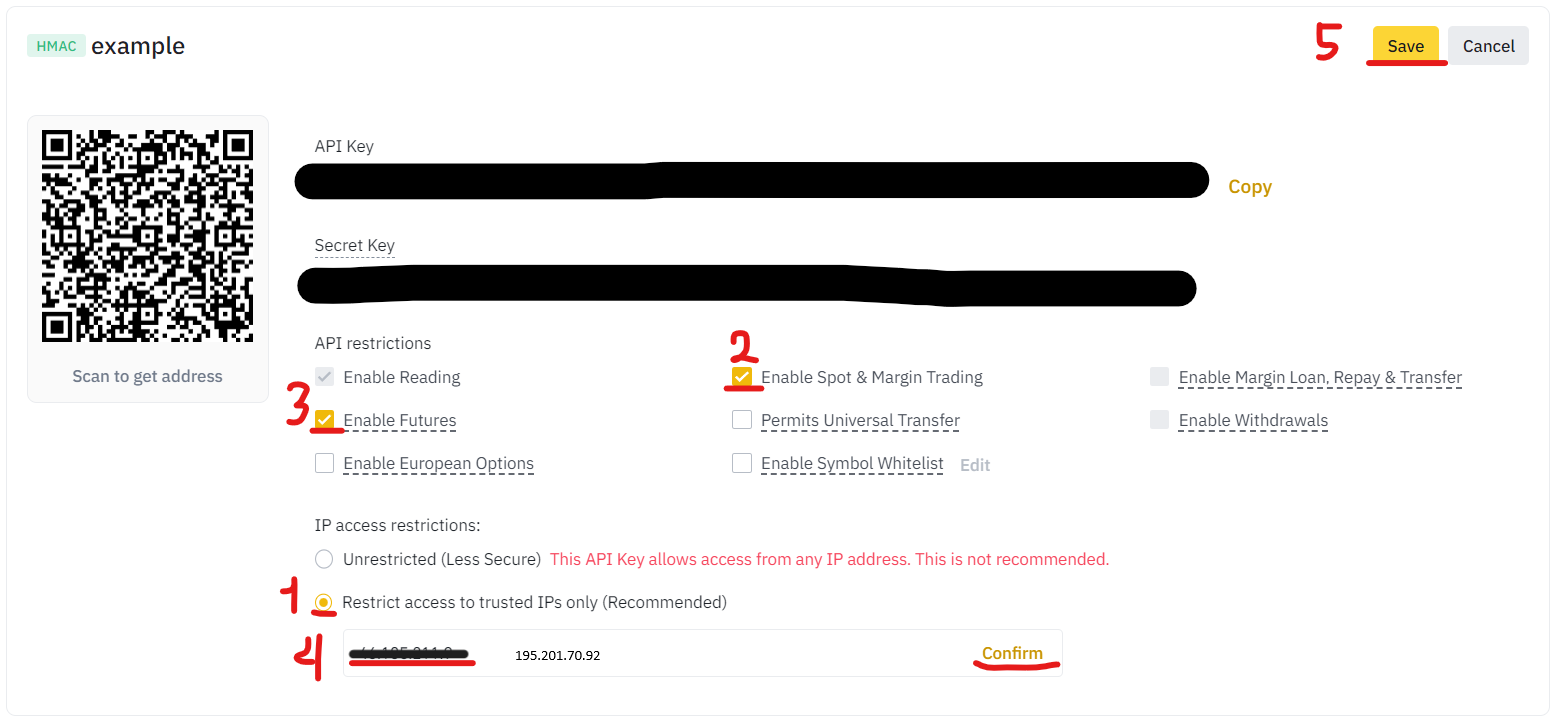 HMAC example
5 Save Cancel
API Key
Copy
Secret Key
API restrictions
2
Enable Reading
Enable Spot & Margin Trading
Enable Margin Loan, Repay & Transfer
Scan to get address
3 Enable Futures
Permits Universal Transfer
Enable Withdrawals
Enable European Options
Enable Symbol Whitelist Edit
IP access restrictions:
Unrestricted (Less Secure) This API Key allows access from any IP address. This is not recommended.
1 Restrict access to trusted IPs only (Recommended)
4 195.201.70.92 Confirm